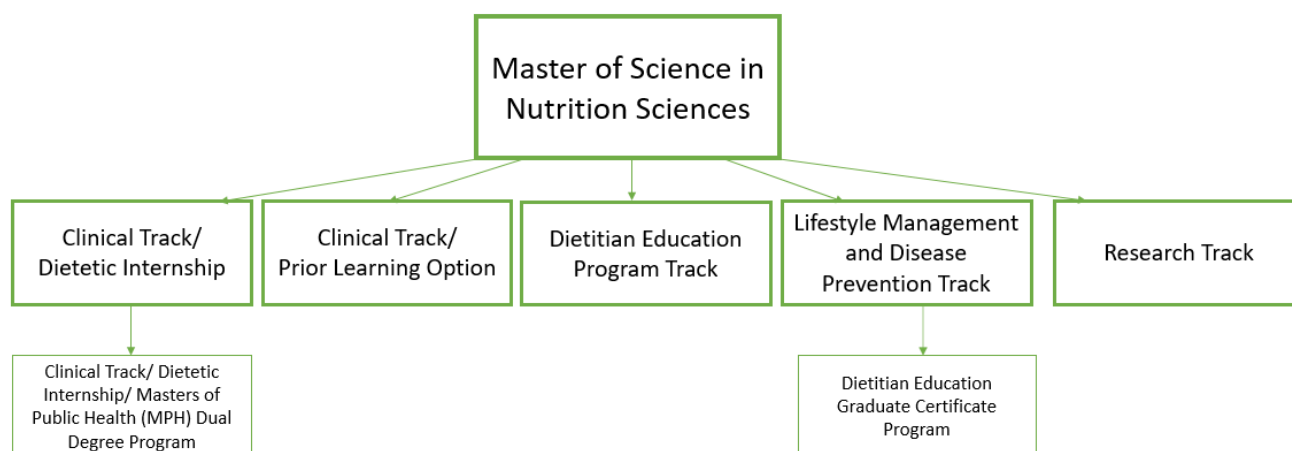 Master of Science in
Nutrition Sciences
Clinical Track/
Dietetic Internship
Clinical Track/
Prior Learning Option
Dietitian Education
Program Track
Lifestyle Management
and Disease
Prevention Track
Research Track
Clinical Track/ Dietetic
Internship/ Masters of
Public Health (MPH) Dual
Degree Program
Dietitian Education
Graduate Certificate
Program